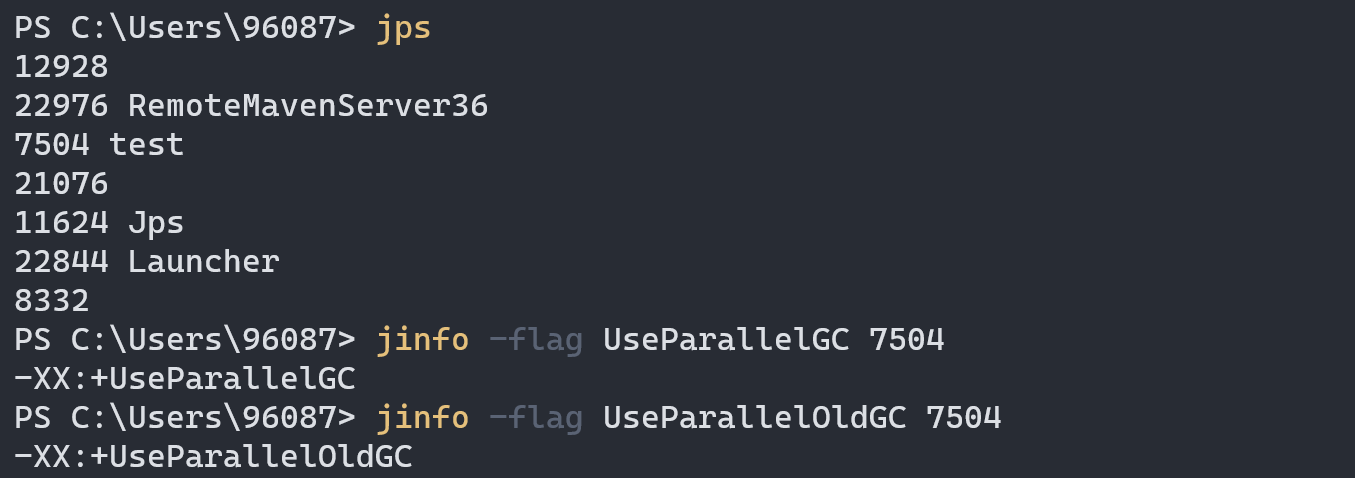 PS C:\Users\96087> jps
12928
22976 RemoteMavenServer36
7504 test
21076
11624 Jps
22844 Launcher
8332
PS C:\Users\96087> jinfo -flag UseParallelGC 7504
-XX:+UseParallelGC
PS C:\Users\96087> jinfo -flag UseParallelOldGC 7504
-XX:+UseParallelOldGC